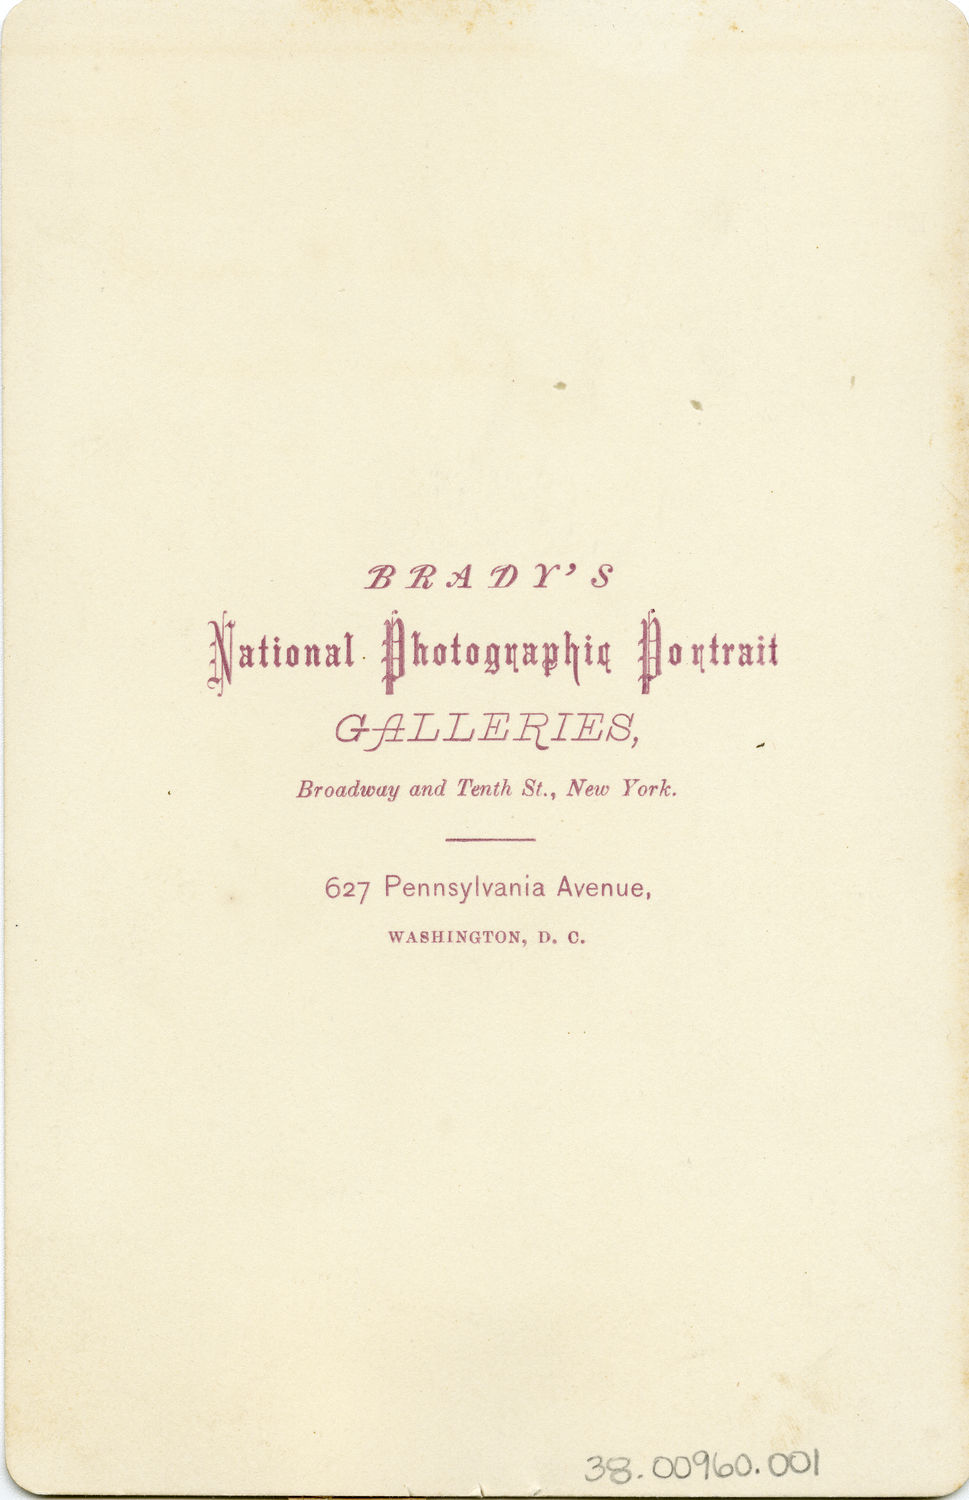 BRADY'S
National Photographic Portrait
GALLERIES,
Broadway and Tenth St., New York.
627 Pennsylvania Avenue,
WASHINGTON, D. C.
38.00960.001